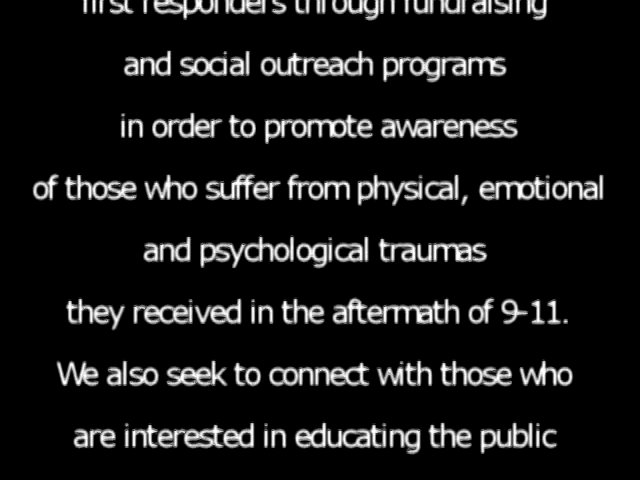 first responders through fundraising
and social outreach programs
in order to promote awareness
of those who suffer from physical, emotional
and psychological traumas
they received in the aftermath of 9-11.
We also seek to connect with those who
are interested in educating the public